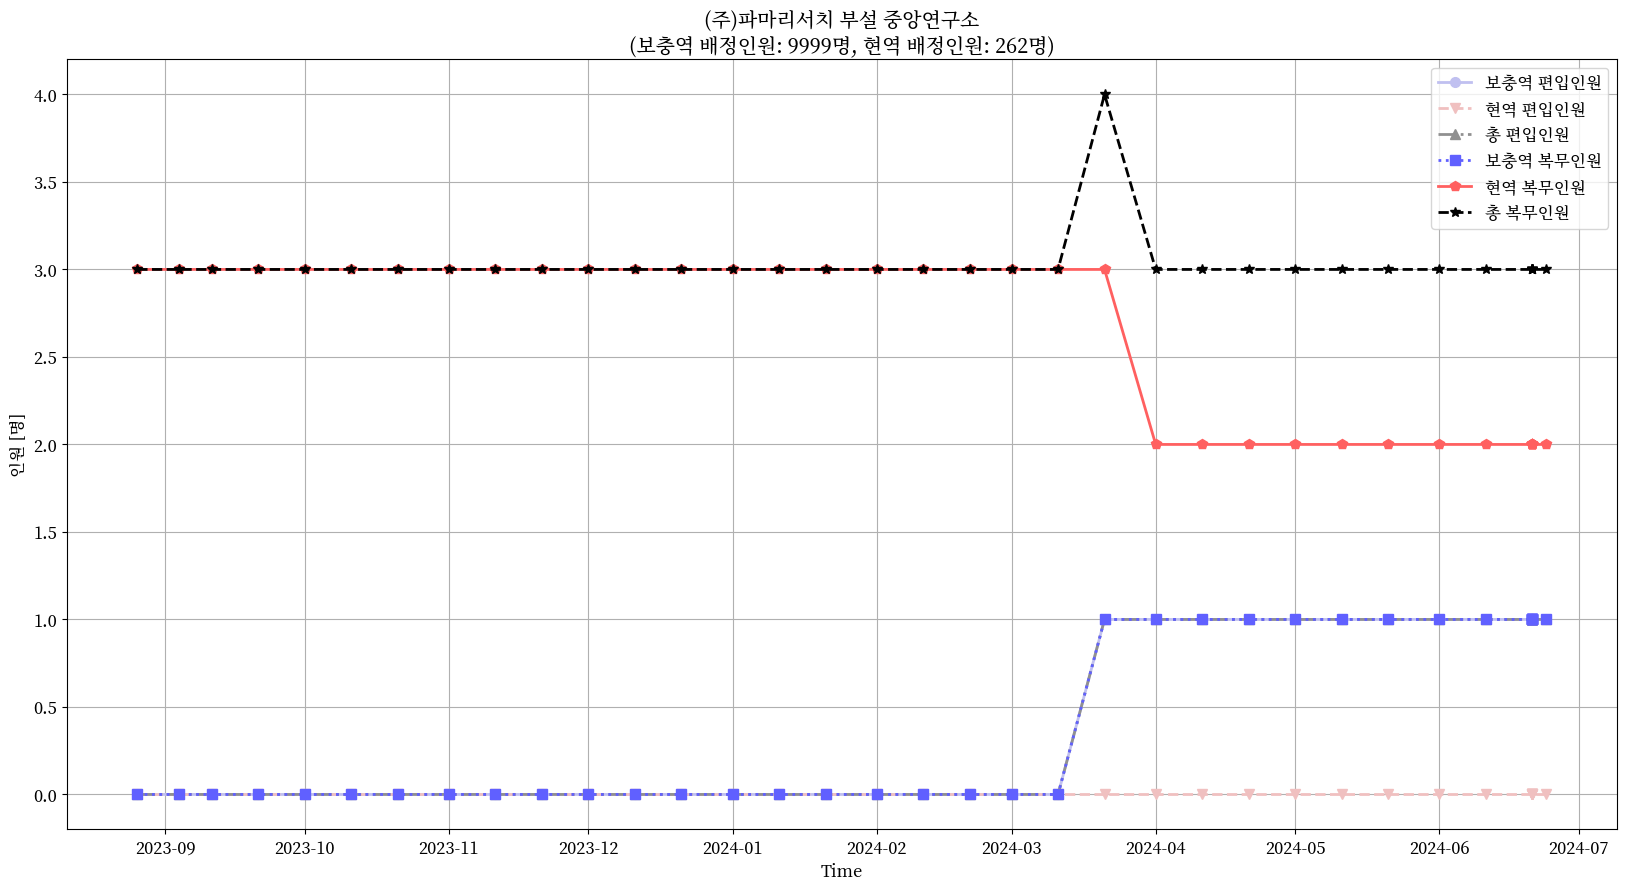 (주)파마리서치 부설 중앙연구소
(보충역 배정인원: 9999명, 현역 배정인원: 262명)
보충역 편입인원
현역 편입인원
총 편입인원
보충역 복무인원
현역 복무인원
총 복무인원
인원 [명]
4.0
3.5
3.0
2.5
2.0
1.5
1.0
0.5
0.0
2023-09 2023-10 2023-11 2023-12 2024-01 2024-02 2024-03 2024-04 2024-05 2024-06 2024-07
Time